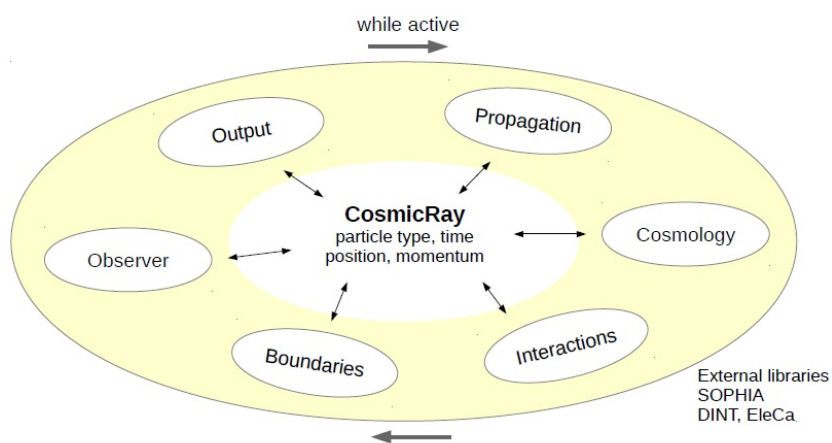 while active
Output
Propagation
CosmicRay
particle type, time
position, momentum
Cosmology
Observer
Boundaries
Interactions
External libraries
SOPHIA
DINT, EleCa